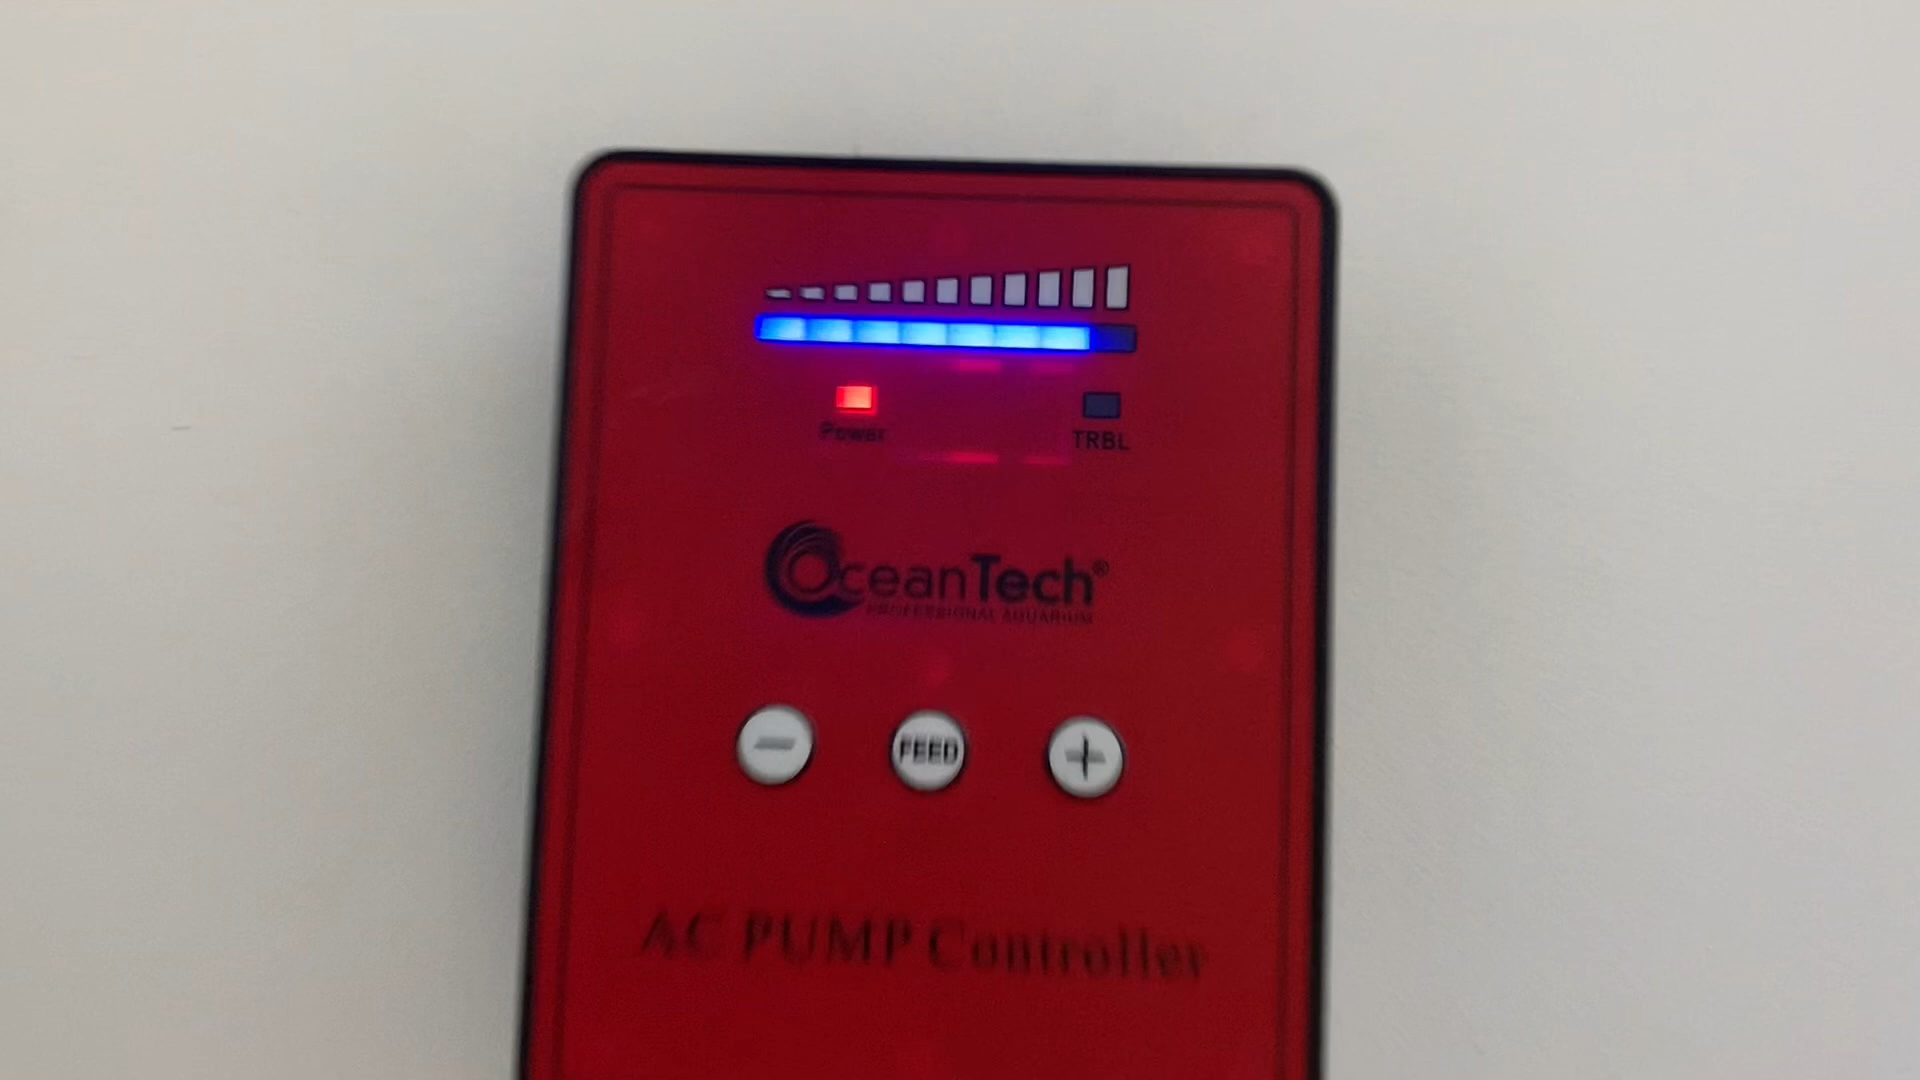 Power
TRBL
OceanTech®
PROFESSIONAL AQUARIUM
−
FEED
+
AC PUMP Controller